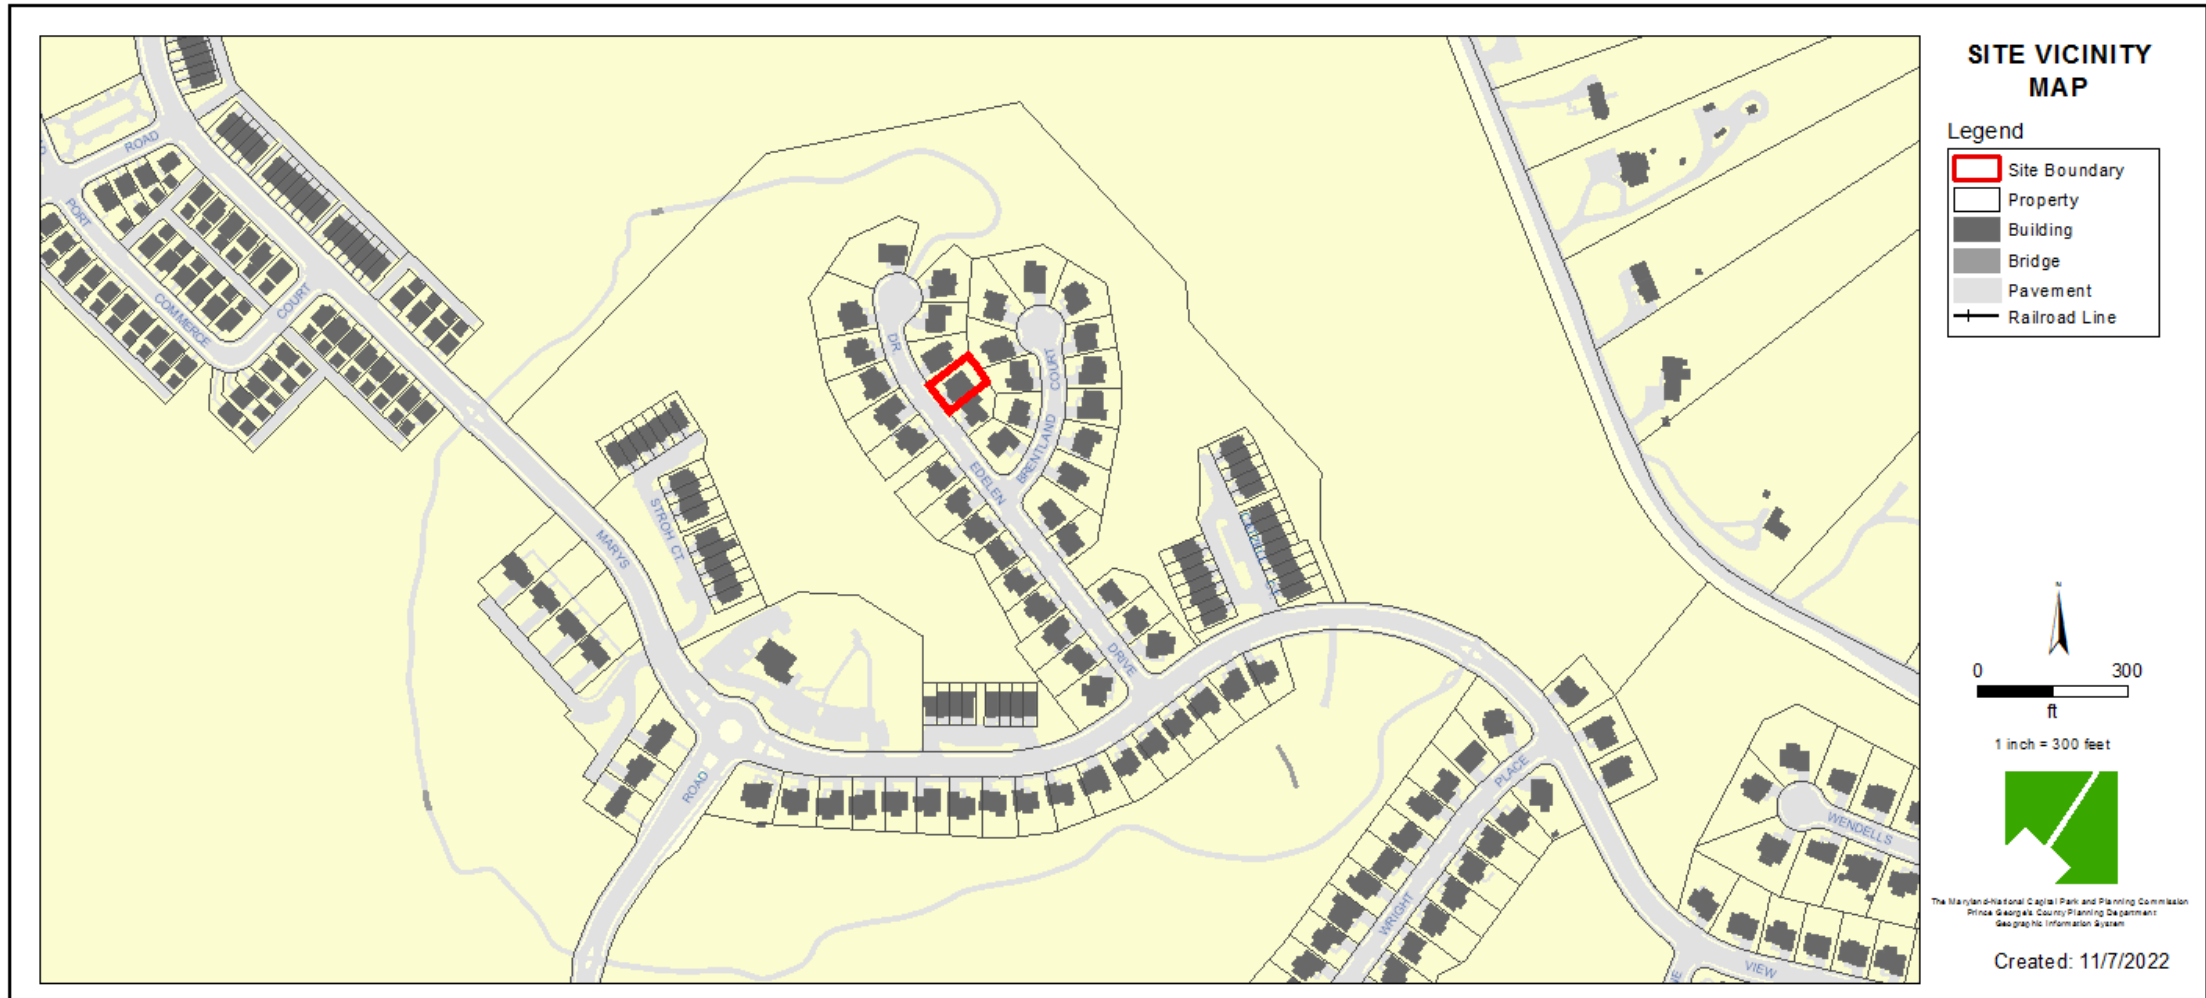 SITE VICINITY
MAP
Legend
Site Boundary
Property
Building
Bridge
Pavement
Railroad Line
N
0 300
ft
1 inch = 300 feet
The Maryland-National Capital Park and Planning Commission
Prince George's County Planning Department
Geographic Information System
Created: 11/7/2022
ROAD
PORT
COMMERCE
COURT
DR.
COURT
BRENTLAND
EDELEN
STROH CT.
MARYS
DRIVE
ROAD
PLACE
WRIGHT
WENDELLS
VIEW